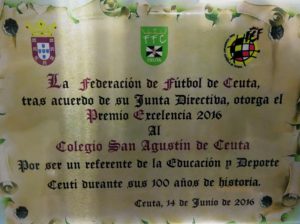 FFC
CEUTA
La Federación de Fútbol de Ceuta,
tras acuerdo de su Junta Directiva, otorga el
Premio Excelencia 2016
Al
Colegio San Agustín de Ceuta
Por ser un referente de la Educación y Deporte
Ceutí durante sus 100 años de historia.
Ceuta, 14 de Junio de 2016